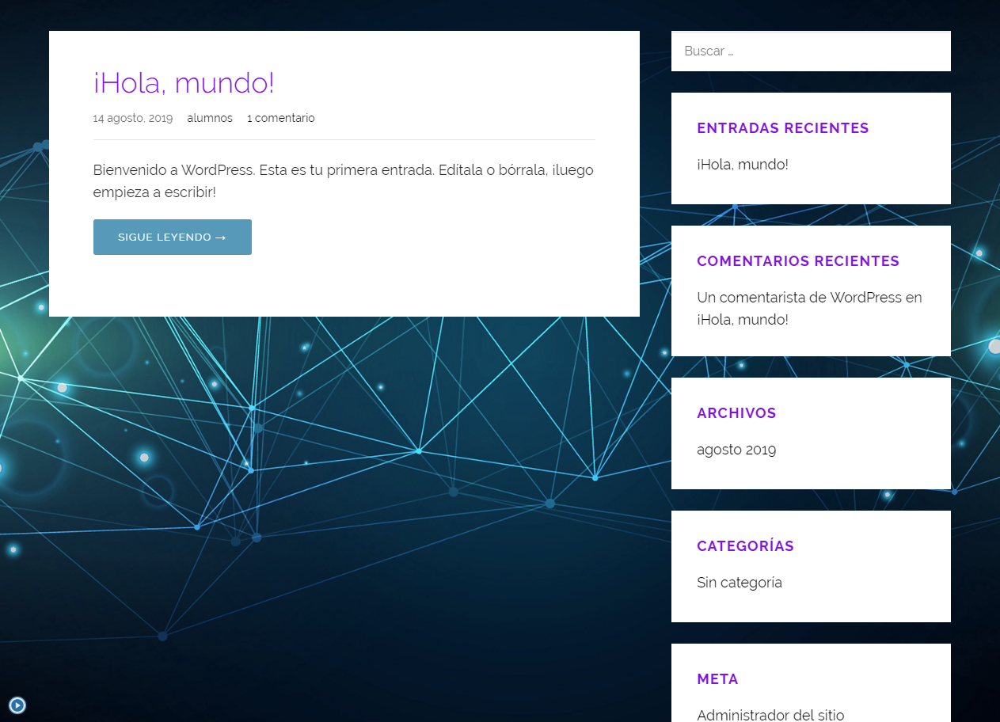 ¡Hola, mundo!
14 agosto, 2019 alumnos 1 comentario
Bienvenido a WordPress. Esta es tu primera entrada. Edítala o bórrala, ¡luego
empieza a escribir!
SIGUE LEYENDO →
Buscar …
ENTRADAS RECIENTES
¡Hola, mundo!
COMENTARIOS RECIENTES
Un comentarista de WordPress en
¡Hola, mundo!
ARCHIVOS
agosto 2019
CATEGORÍAS
Sin categoría
META
Administrador del sitio